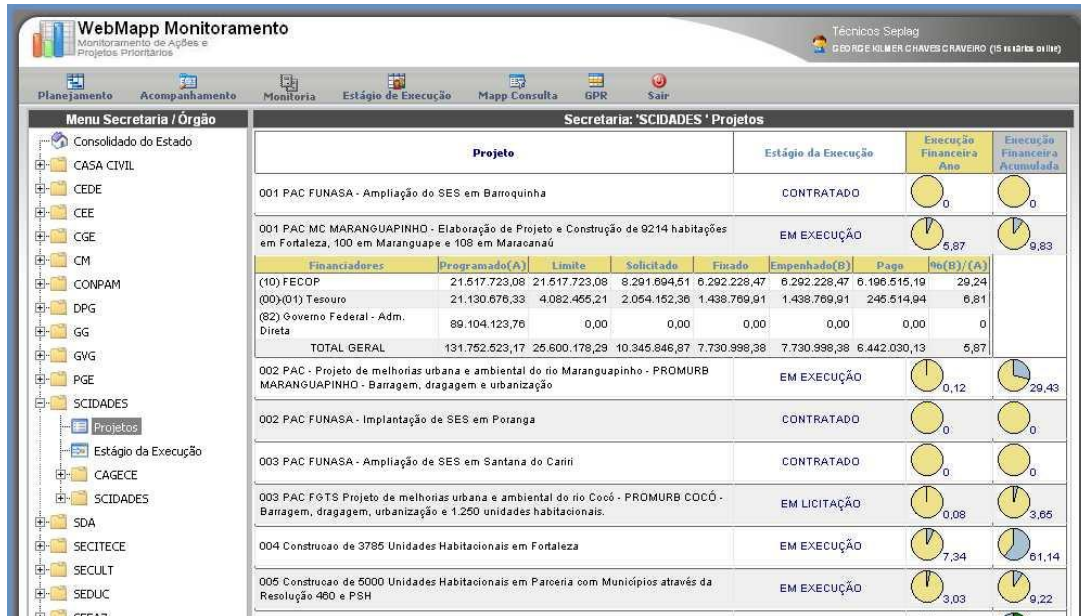 WebMapp Monitoramento
Monitoramento de Ações e
Projetos Prioritários
Técnicos Seplag
GEORGE KILMER CHAVES CRAVEIRO (15 usuários online)
Planejamento Acompanhamento Monitoria Estágio de Execução Mapp Consulta GPR Sair
Menu Secretaria / Órgão
Consolidado do Estado
CASA CIVIL
CEDE
CEE
CGE
CM
CONPAM
DPG
GG
GVG
PGE
SCIDADES
Projetos
Estágio da Execução
CAGECE
SCIDADES
SDA
SECITECE
SECULT
SEDUC
Secretaria: 'SCIDADES ' Projetos
Projeto Estágio da Execução Execução Financeira Ano Execução Financeira Acumulada
001 PAC FUNASA - Ampliação do SES em Barroquinha CONTRATADO 0 0
001 PAC MC MARANGUAPINHO - Elaboração de Projeto e Construção de 9214 habitações
em Fortaleza, 100 em Maranguape e 108 em Maracanaú EM EXECUÇÃO 5,87 9,83
Financiadores Programado(A) Limite Solicitado Fixado Empenhado(B) Pago %(B)/(A)
(10) FECOP 21.517.723,08 21.517.723,08 8.291.694,51 6.292.228,47 6.292.228,47 6.196.515,19 29,24
(00)-(01) Tesouro 21.130.676,33 4.082.455,21 2.054.152,36 1.438.769,91 1.438.769,91 245.514,94 6,81
(82) Governo Federal - Adm.
Direta 89.104.123,76 0,00 0,00 0,00 0,00 0,00 0
TOTAL GERAL 131.752.523,17 25.600.178,29 10.345.846,87 7.730.998,38 7.730.998,38 6.442.030,13 5,87
002 PAC - Projeto de melhorias urbana e ambiental do rio Maranguapinho - PROMURB
MARANGUAPINHO - Barragem, dragagem e urbanização EM EXECUÇÃO 0,12 29,43
002 PAC FUNASA - Implantação de SES em Poranga CONTRATADO 0 0
003 PAC FUNASA - Ampliação de SES em Santana do Cariri CONTRATADO 0 0
003 PAC FGTS Projeto de melhorias urbana e ambiental do rio Cocó - PROMURB COCÓ -
Barragem, dragagem, urbanização e 1.250 unidades habitacionais. EM LICITAÇÃO 0,08 3,65
004 Construcao de 3785 Unidades Habitacionais em Fortaleza EM EXECUÇÃO 7,34 61,14
005 Construcao de 5000 Unidades Habitacionais em Parceria com Municípios através da
Resolução 460 e PSH EM EXECUÇÃO 3,03 9,22